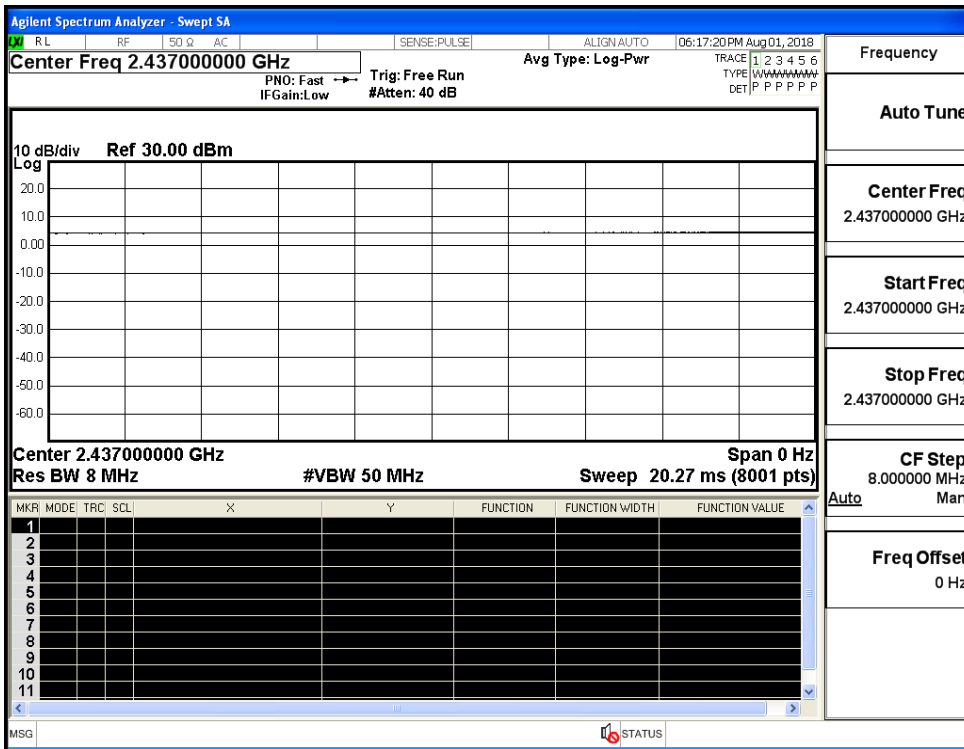 Agilent Spectrum Analyzer - Swept SA
LXI RL RF 50 Ω AC SENSE:PULSE ALIGN AUTO 06:17:20 PM Aug 01, 2018
Center Freq 2.437000000 GHz
Avg Type: Log-Pwr
TRACE 1 2 3 4 5 6
PNO: Fast
Trig: Free Run
TYPE WWWWWW
IFGain:Low
#Atten: 40 dB
DET P P P P P P
10 dB/div Ref 30.00 dBm
Log
20.0
10.0
0.00
-10.0
-20.0
-30.0
-40.0
-50.0
-60.0
Center 2.437000000 GHz Span 0 Hz
Res BW 8 MHz #VBW 50 MHz Sweep 20.27 ms (8001 pts)
MKR MODE TRC SCL X Y FUNCTION FUNCTION WIDTH FUNCTION VALUE
1
2
3
4
5
6
7
8
9
10
11
MSG STATUS
Frequency
Auto Tune
Center Freq
2.437000000 GHz
Start Freq
2.437000000 GHz
Stop Freq
2.437000000 GHz
CF Step
8.000000 MHz
Auto Man
Freq Offset
0 Hz